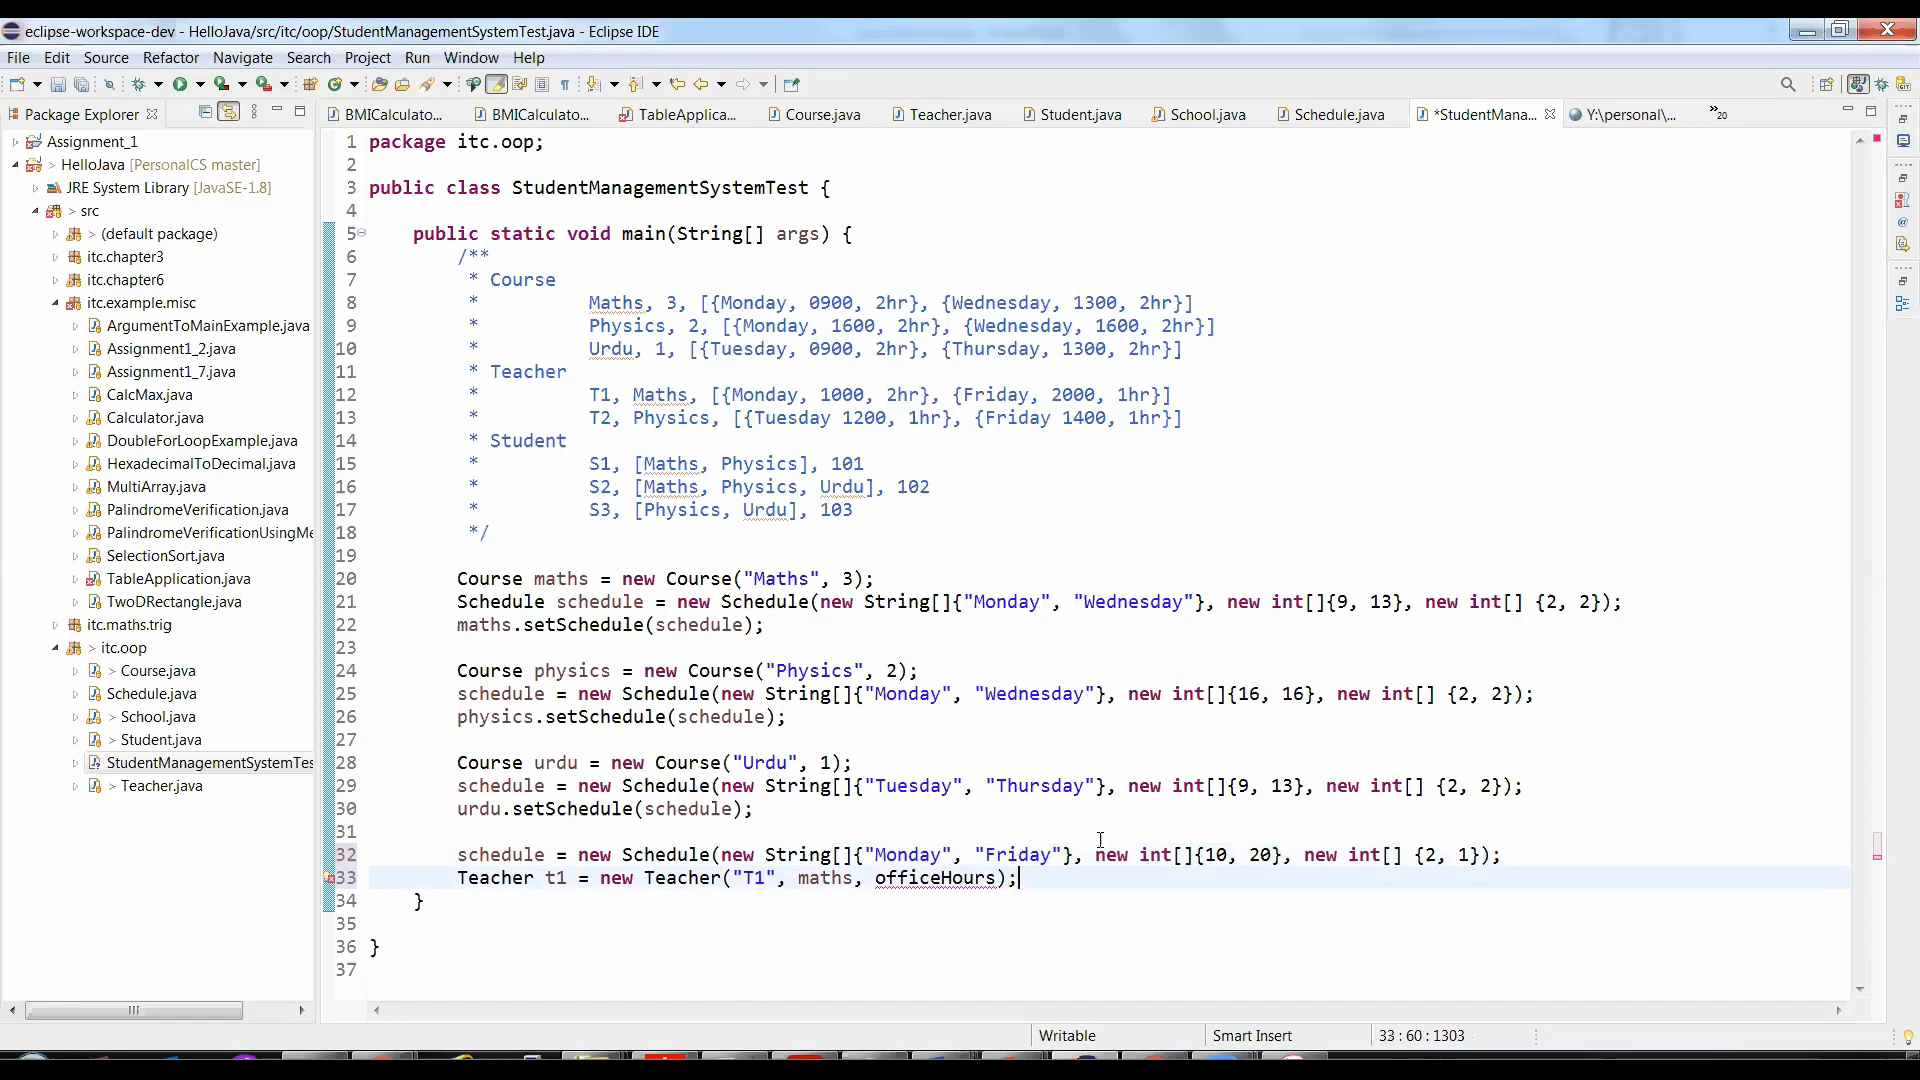 eclipse-workspace-dev - HelloJava/src/itc/oop/StudentManagementSystemTest.java - Eclipse IDE
File Edit Source Refactor Navigate Search Project Run Window Help
Package Explorer
BMICalculato... BMICalculato... TableApplica... Course.java Teacher.java Student.java School.java Schedule.java *StudentMana... Y:\personal\... »20
Assignment_1
> HelloJava [PersonalCS master]
JRE System Library [JavaSE-1.8]
> src
> (default package)
itc.chapter3
itc.chapter6
itc.example.misc
ArgumentToMainExample.java
Assignment1_2.java
Assignment1_7.java
CalcMax.java
Calculator.java
DoubleForLoopExample.java
HexadecimalToDecimal.java
MultiArray.java
PalindromeVerification.java
PalindromeVerificationUsingMe
SelectionSort.java
TableApplication.java
TwoDRectangle.java
itc.maths.trig
> itc.oop
> Course.java
Schedule.java
> School.java
> Student.java
StudentManagementSystemTes
> Teacher.java
1 package itc.oop;
2
3 public class StudentManagementSystemTest {
4
5 public static void main(String[] args) {
6 /**
7 * Course
8 * Maths, 3, [{Monday, 0900, 2hr}, {Wednesday, 1300, 2hr}]
9 * Physics, 2, [{Monday, 1600, 2hr}, {Wednesday, 1600, 2hr}]
10 * Urdu, 1, [{Tuesday, 0900, 2hr}, {Thursday, 1300, 2hr}]
11 * Teacher
12 * T1, Maths, [{Monday, 1000, 2hr}, {Friday, 2000, 1hr}]
13 * T2, Physics, [{Tuesday 1200, 1hr}, {Friday 1400, 1hr}]
14 * Student
15 * S1, [Maths, Physics], 101
16 * S2, [Maths, Physics, Urdu], 102
17 * S3, [Physics, Urdu], 103
18 */
19
20 Course maths = new Course("Maths", 3);
21 Schedule schedule = new Schedule(new String[]{"Monday", "Wednesday"}, new int[]{9, 13}, new int[] {2, 2});
22 maths.setSchedule(schedule);
23
24 Course physics = new Course("Physics", 2);
25 schedule = new Schedule(new String[]{"Monday", "Wednesday"}, new int[]{16, 16}, new int[] {2, 2});
26 physics.setSchedule(schedule);
27
28 Course urdu = new Course("Urdu", 1);
29 schedule = new Schedule(new String[]{"Tuesday", "Thursday"}, new int[]{9, 13}, new int[] {2, 2});
30 urdu.setSchedule(schedule);
31
32 schedule = new Schedule(new String[]{"Monday", "Friday"}, new int[]{10, 20}, new int[] {2, 1});
33 Teacher t1 = new Teacher("T1", maths, officeHours);
34 }
35
36 }
37
Writable Smart Insert 33 : 60 : 1303